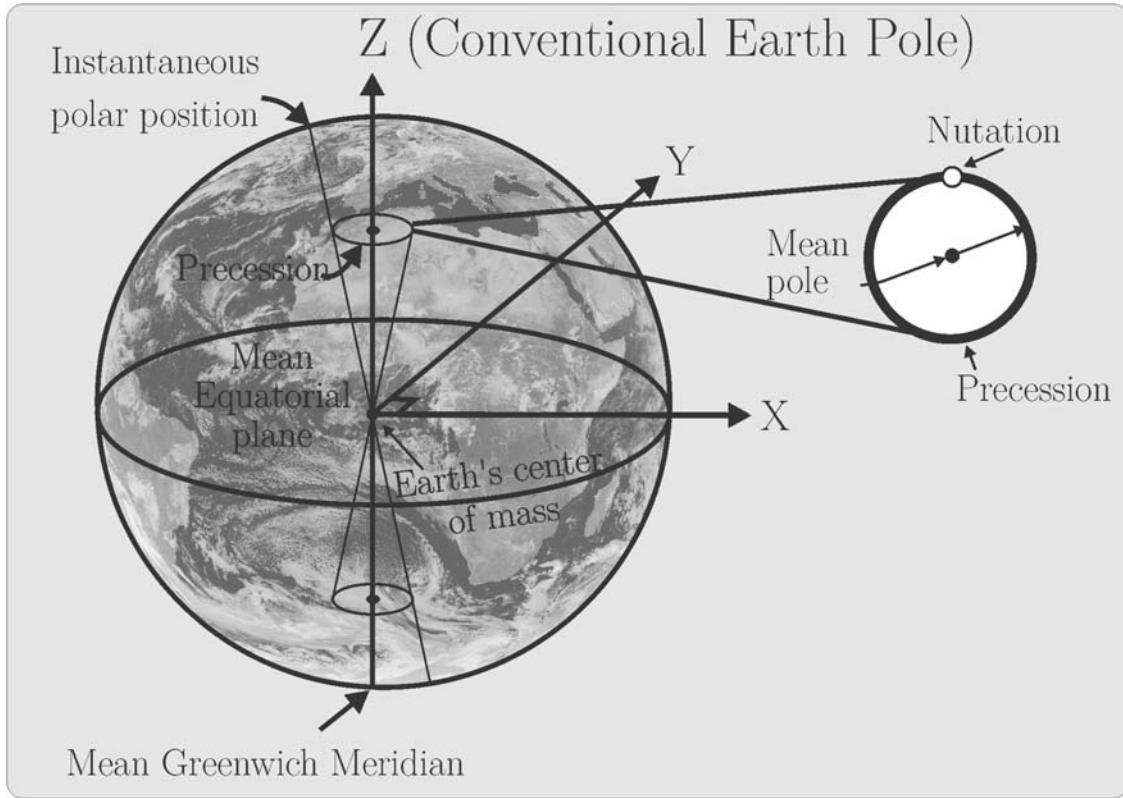 Z (Conventional Earth Pole)
Instantaneous
polar position
Nutation
Y
Mean
pole
Precession
Precession
Mean
Equatorial
plane
X
Earth's center
of mass
Mean Greenwich Meridian